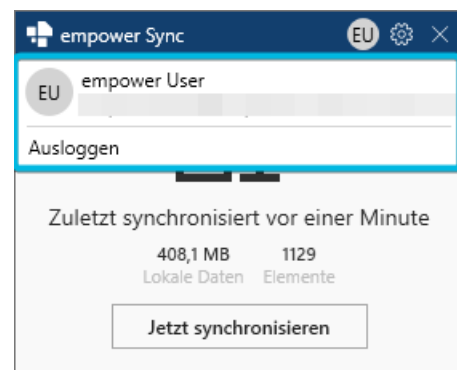 empower Sync EU
EU empower User
Ausloggen
Zuletzt synchronisiert vor einer Minute
408,1 MB 1129
Lokale Daten Elemente
Jetzt synchronisieren